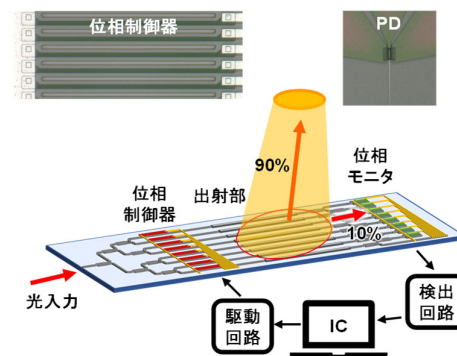 位相制御器
PD
90%
位相
モニタ
位相
制御器
出射部
10%
光入力
駆動
回路
IC
検出
回路